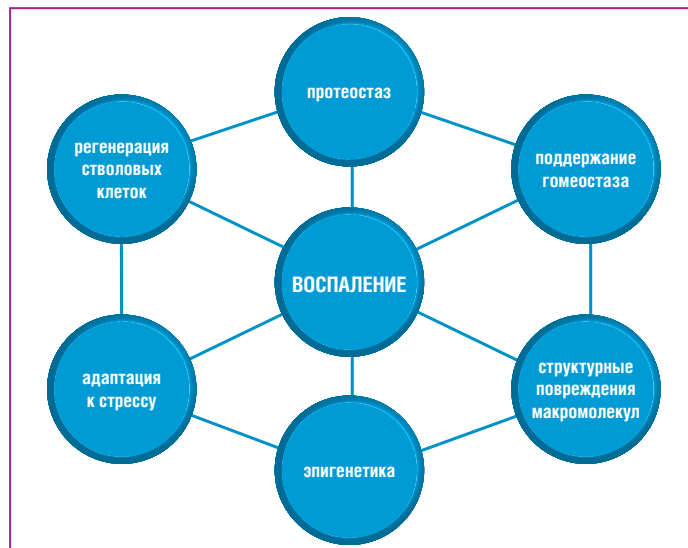 протеостаз
регенерация
стволовых
клеток
поддержание
гомеостаза
ВОСПАЛЕНИЕ
адаптация
к стрессу
структурные
повреждения
макромолекул
эпигенетика